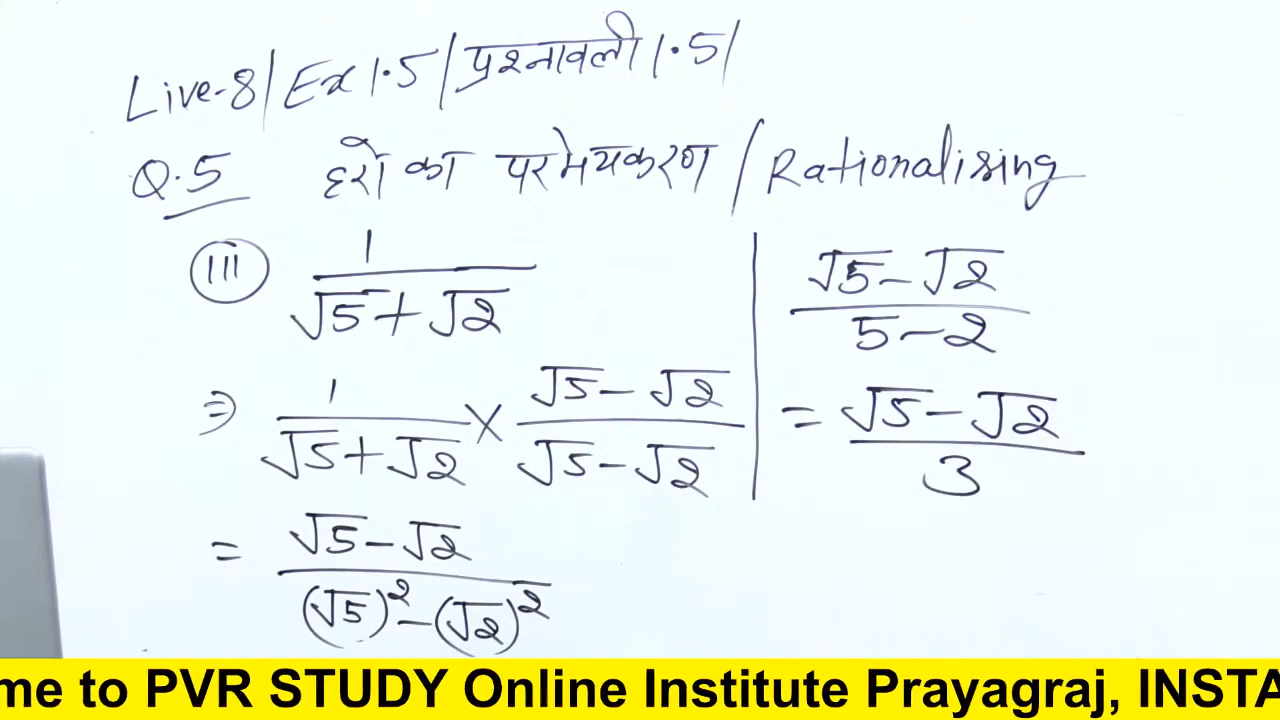 Live-8/ Ex 1.5/ प्रश्नावली 1.5/
Q.5 हरों का परिमेयकरण / Rationalising
(iii) 1/(√5+√2)
⇒ 1/(√5+√2) × (√5-√2)/(√5-√2)
= (√5-√2)/((√5)²-(√2)²)
(√5-√2)/(5-2)
= (√5-√2)/3
me to PVR STUDY Online Institute Prayagraj, INSTA